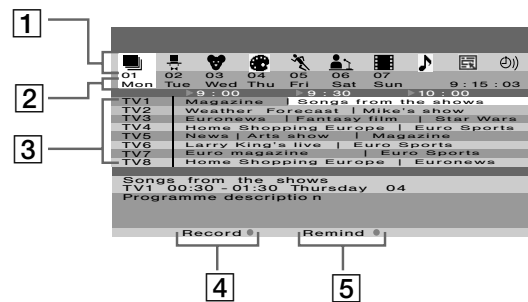 1
01 02 03 04 05 06 07
2
Mon Tue Wed Thu Fri Sat Sun 9:15:03
9:00 9:30 10:00
TV1 Magazine | Songs from the shows
TV2 Weather Forecast | Mike's show
TV3 Euronews | Fantasy film | Star Wars
TV4 Home Shopping Europe | Euro Sports
3
TV5 News | Arts show | Magazine
TV6 Larry King's live | Euro Sports
TV7 Euro magazine | Euro Sports
TV8 Home Shopping Europe | Euronews
Songs from the shows
TV1 00:30 - 01:30 Thursday 04
Programme description
Record Remind
4 5